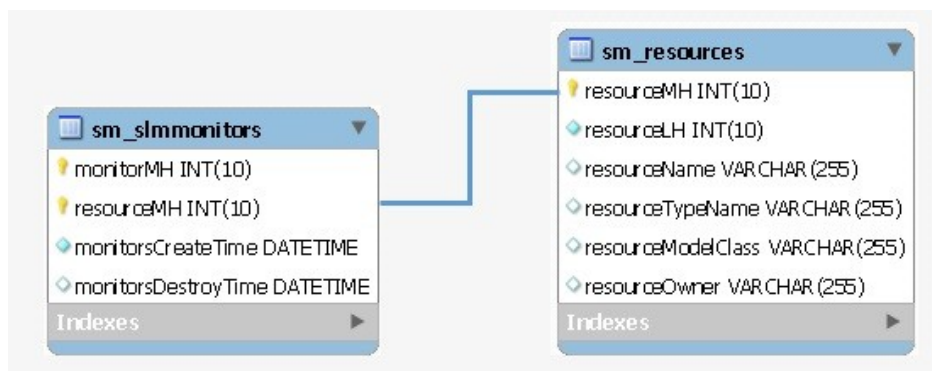 sm_slmmonitors
monitorMH INT(10)
resourceMH INT(10)
monitorsCreateTime DATETIME
monitorsDestroyTime DATETIME
Indexes
sm_resources
resourceMH INT(10)
resourceLH INT(10)
resourceName VARCHAR(255)
resourceTypeName VARCHAR(255)
resourceModelClass VARCHAR(255)
resourceOwner VARCHAR(255)
Indexes